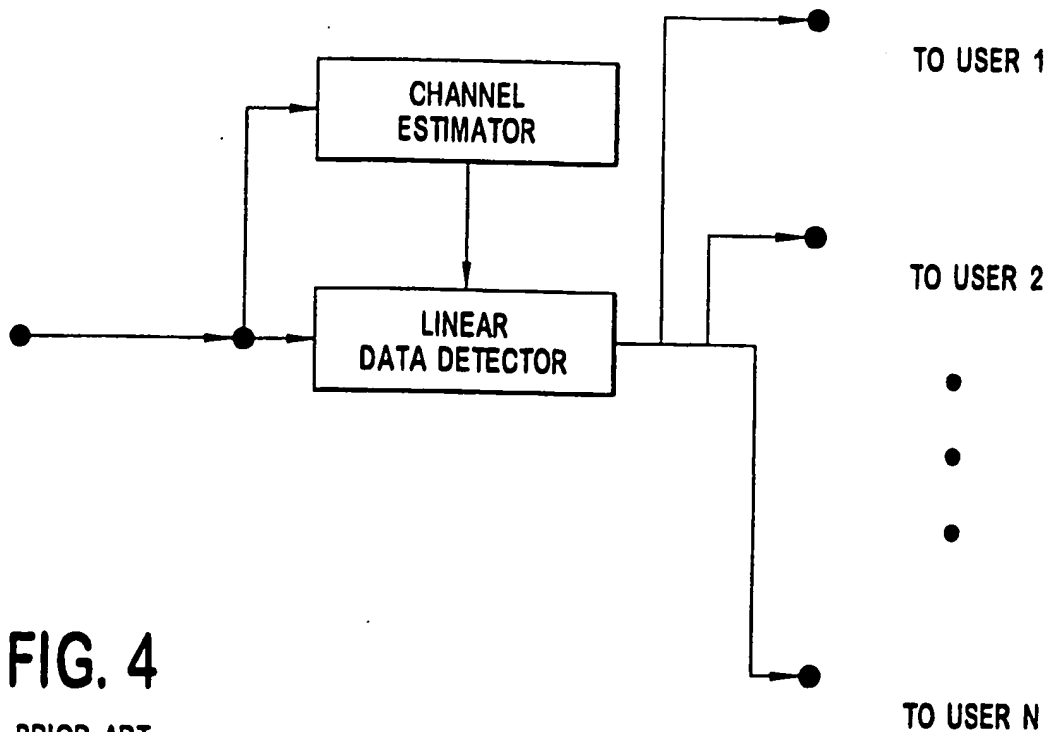 CHANNEL
ESTIMATOR
LINEAR
DATA DETECTOR
TO USER 1
TO USER 2
TO USER N
FIG. 4
PRIOR ART